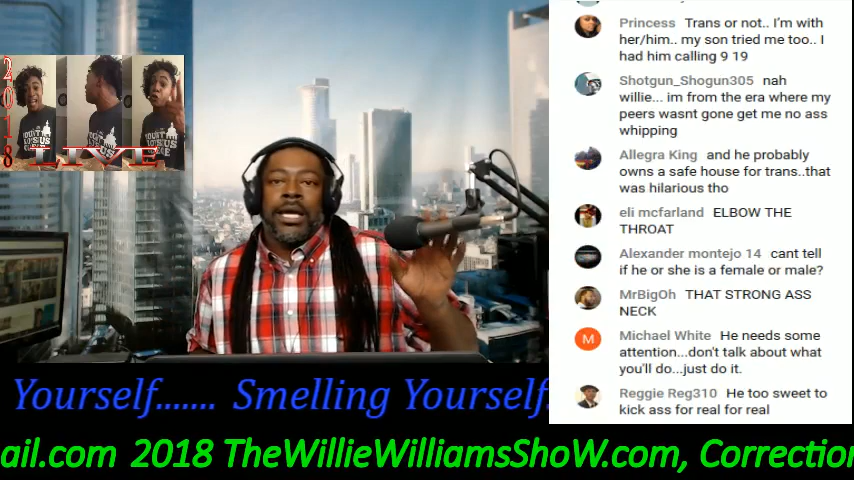 2018
LIVE
Princess Trans or not.. I'm with
her/him.. my son tried me too.. I
had him calling 9 19
Shotgun_Shogun305 nah
willie... im from the era where my
peers wasnt gone get me no ass
whipping
Allegra King and he probably
owns a safe house for trans..that
was hilarious tho
eli mcfarland ELBOW THE
THROAT
Alexander montejo 14 cant tell
if he or she is a female or male?
MrBigOh THAT STRONG ASS
NECK
M
Michael White He needs some
attention...don't talk about what
you'll do...just do it.
Reggie Reg310 He too sweet to
kick ass for real for real
Yourself....... Smelling Yourself.
ail.com 2018 TheWillieWilliamsShoW.com, Correction